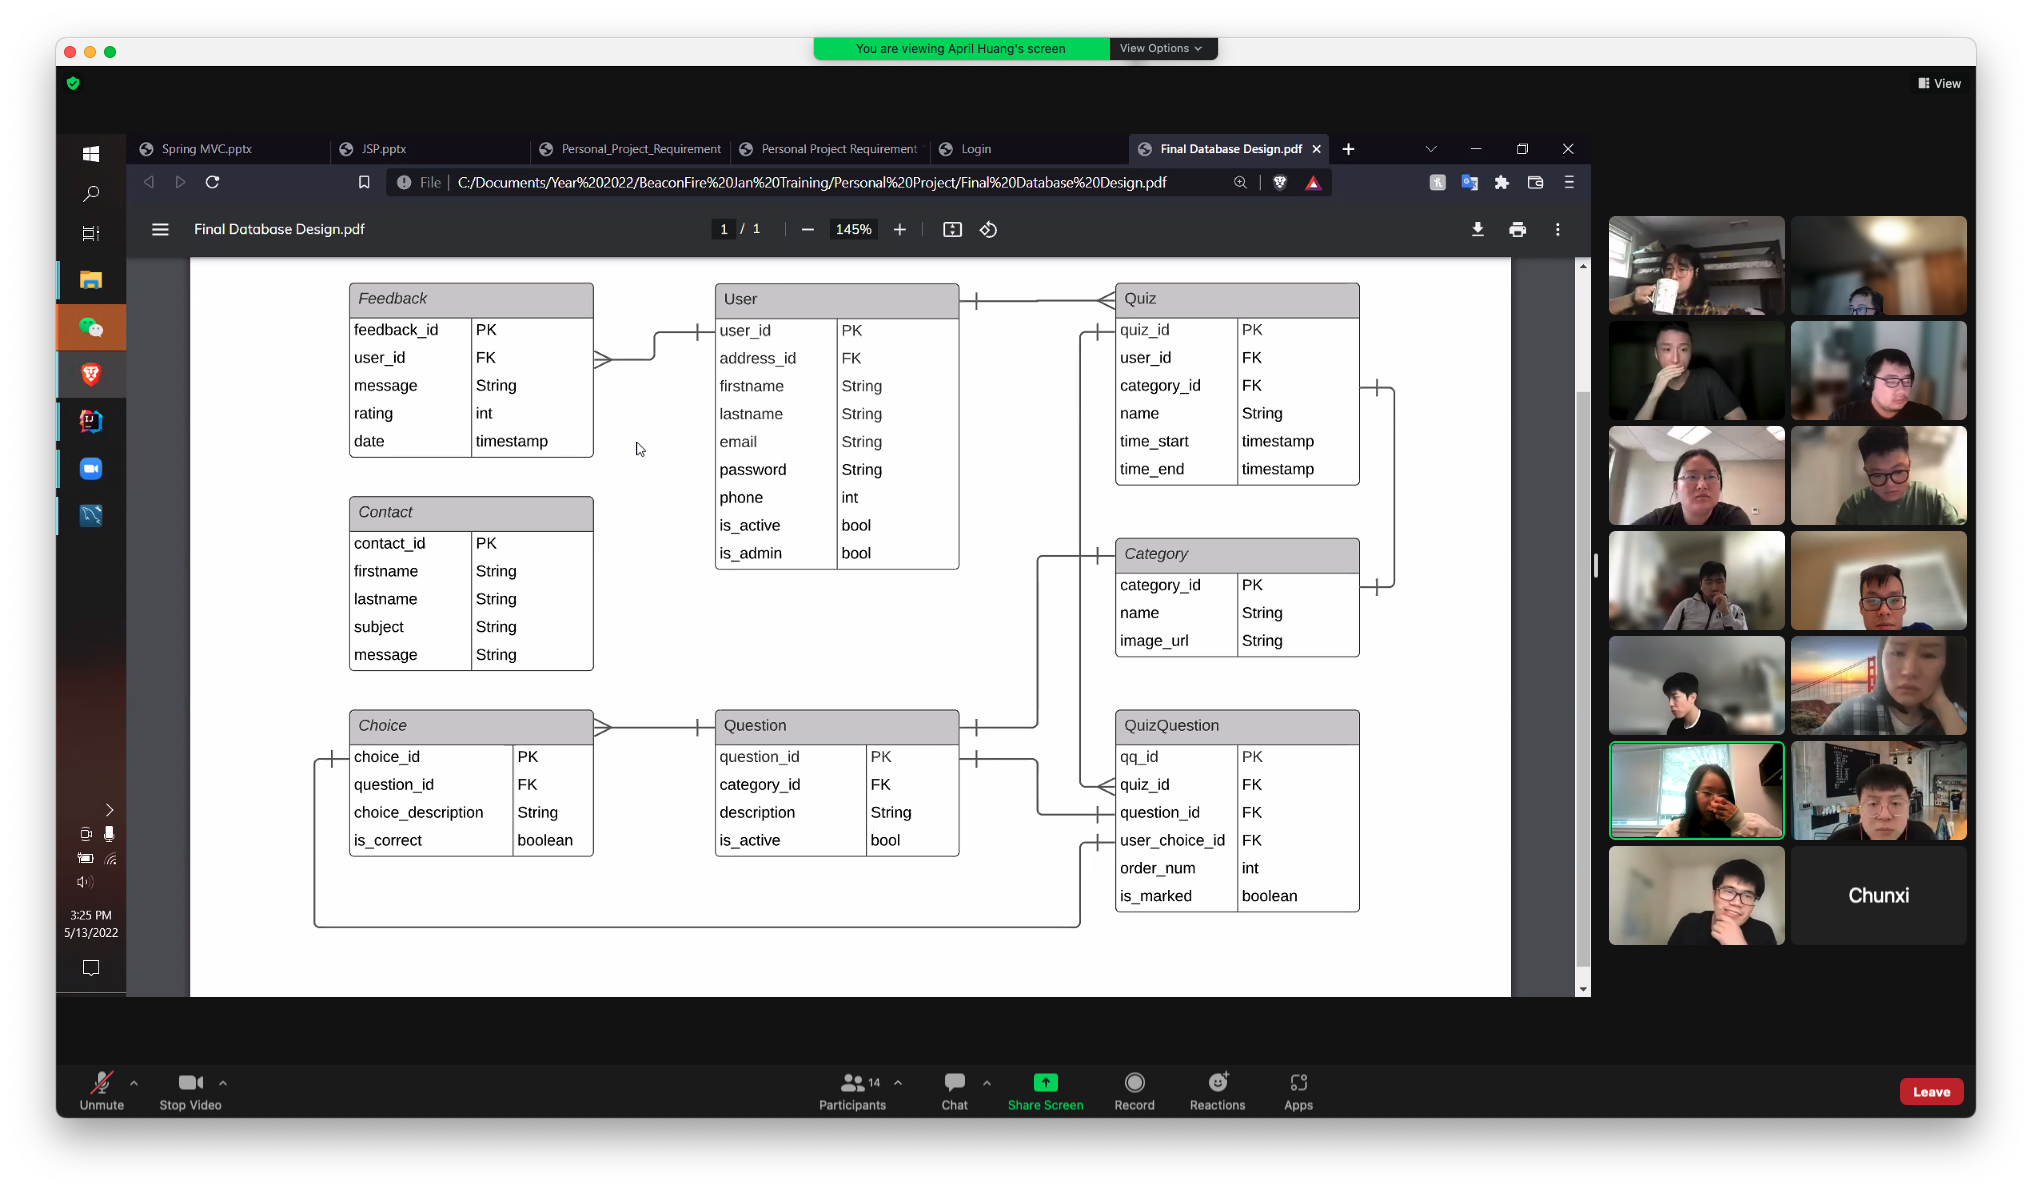 You are viewing April Huang's screen
View Options
View
Spring MVC.pptx
JSP.pptx
Personal_Project_Requirement
Personal Project Requirement
Login
Final Database Design.pdf
File
C:/Documents/Year%202022/BeaconFire%20Jan%20Training/Personal%20Project/Final%20Database%20Design.pdf
Final Database Design.pdf
1 / 1
145%
Feedback
feedback_id PK
user_id FK
message String
rating int
date timestamp
User
user_id PK
address_id FK
firstname String
lastname String
email String
password String
phone int
is_active bool
is_admin bool
Quiz
quiz_id PK
user_id FK
category_id FK
name String
time_start timestamp
time_end timestamp
Contact
contact_id PK
firstname String
lastname String
subject String
message String
Category
category_id PK
name String
image_url String
Choice
choice_id PK
question_id FK
choice_description String
is_correct boolean
Question
question_id PK
category_id FK
description String
is_active bool
QuizQuestion
qq_id PK
quiz_id FK
question_id FK
user_choice_id FK
order_num int
is_marked boolean
3:25 PM
5/13/2022
Chunxi
Unmute
Stop Video
14
Participants
Chat
Share Screen
Record
Reactions
Apps
Leave